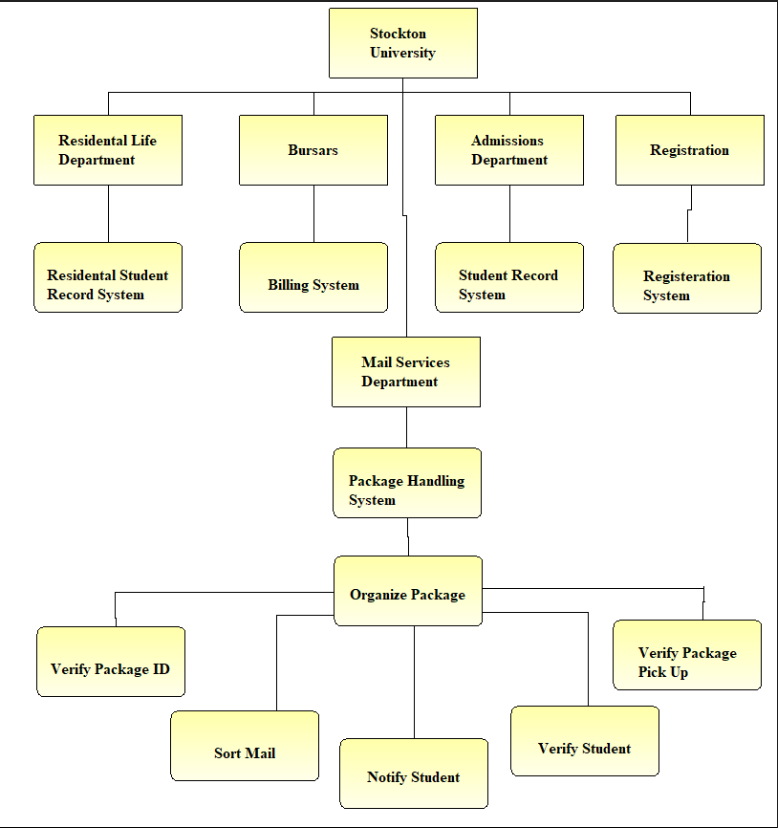 Stockton
University
Residental Life
Department
Bursars
Admissions
Department
Registration
Residental Student
Record System
Billing System
Student Record
System
Registeration
System
Mail Services
Department
Package Handling
System
Organize Package
Verify Package ID
Sort Mail
Notify Student
Verify Student
Verify Package
Pick Up